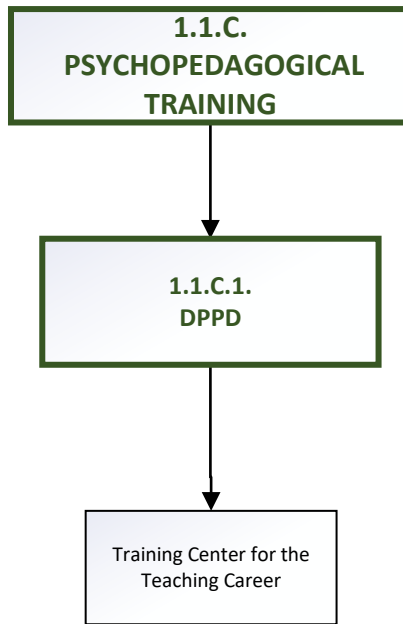 1.1.C.
PSYCHOPEDAGOGICAL
TRAINING
1.1.C.1.
DPPD
Training Center for the
Teaching Career